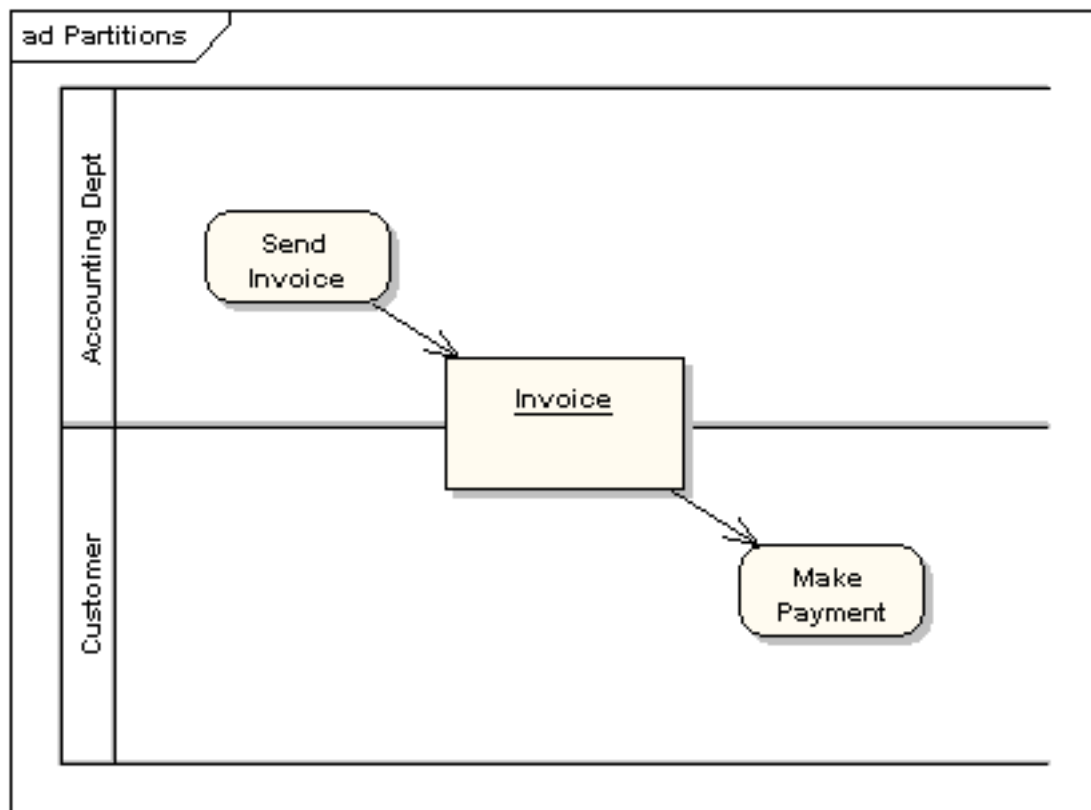 ad Partitions
Accounting Dept
Send
Invoice
Invoice
Customer
Make
Payment